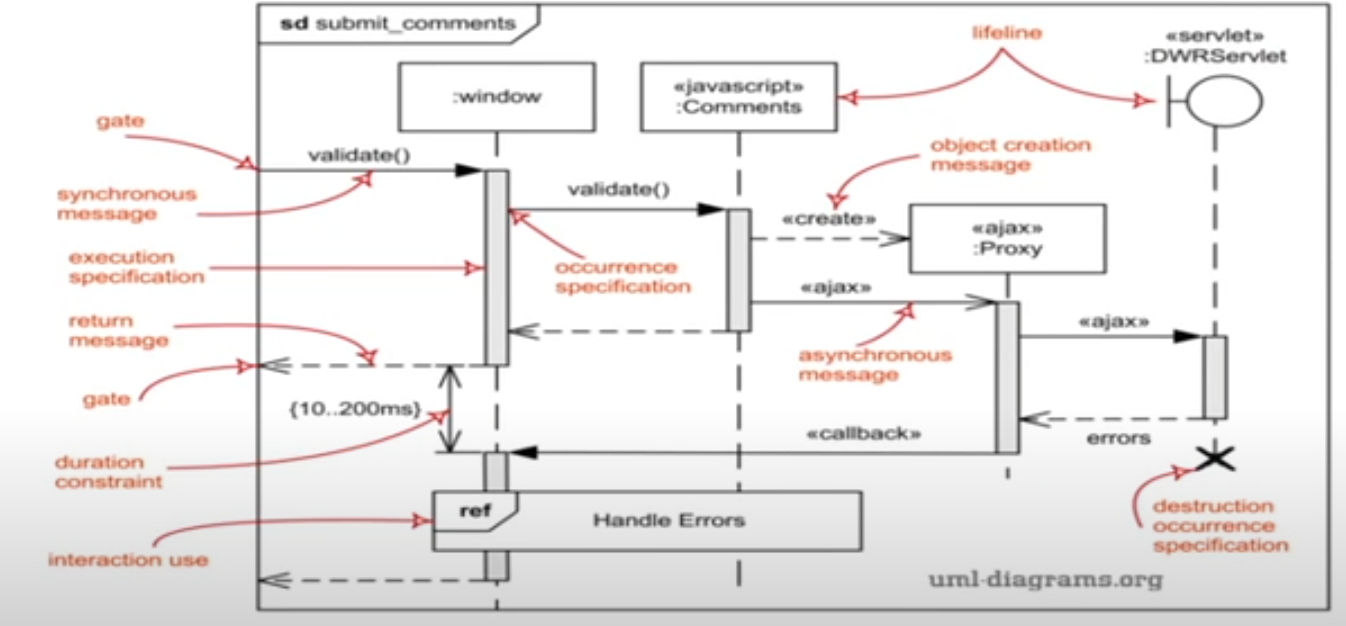 sd submit_comments
lifeline
«servlet»
:DWRServlet
:window
«javascript»
:Comments
gate
validate()
object creation
message
synchronous
message
validate()
«create»
«ajax»
:Proxy
execution
specification
occurrence
specification
«ajax»
return
message
«ajax»
asynchronous
message
gate
{10..200ms}
«callback»
errors
duration
constraint
ref
Handle Errors
destruction
occurrence
specification
interaction use
uml-diagrams.org